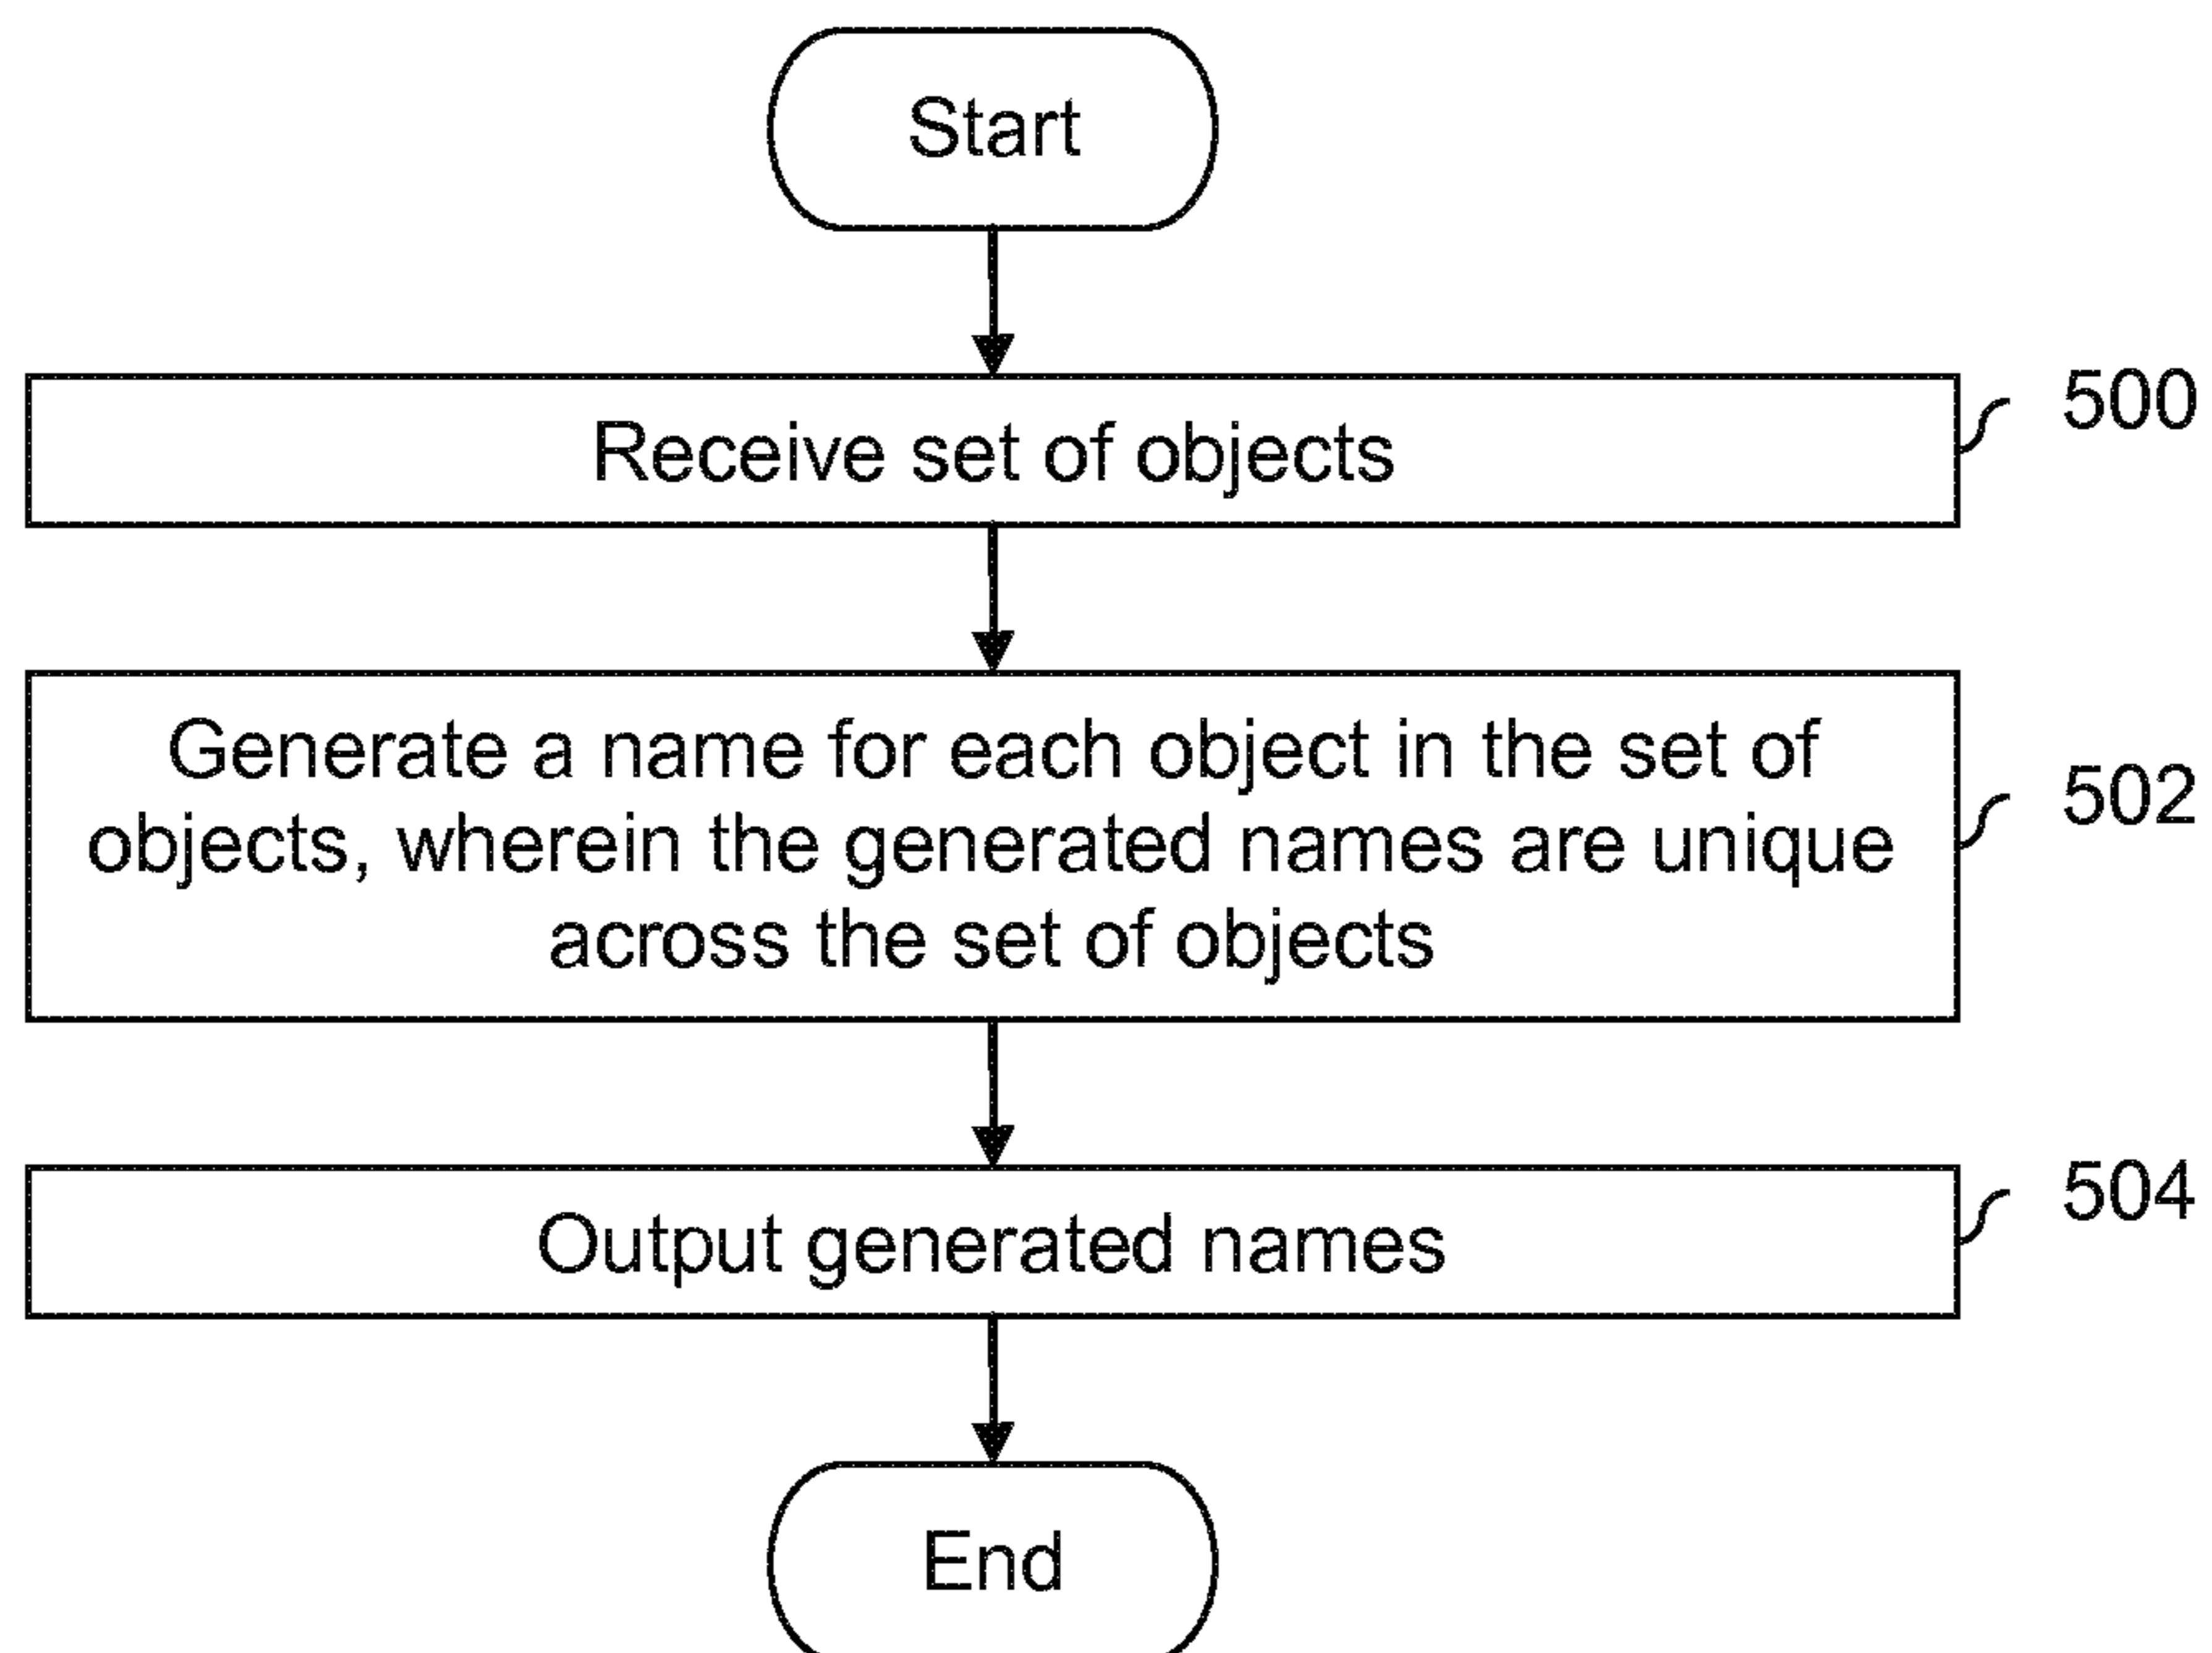 Start
Receive set of objects
500
Generate a name for each object in the set of
objects, wherein the generated names are unique
across the set of objects
502
Output generated names
504
End